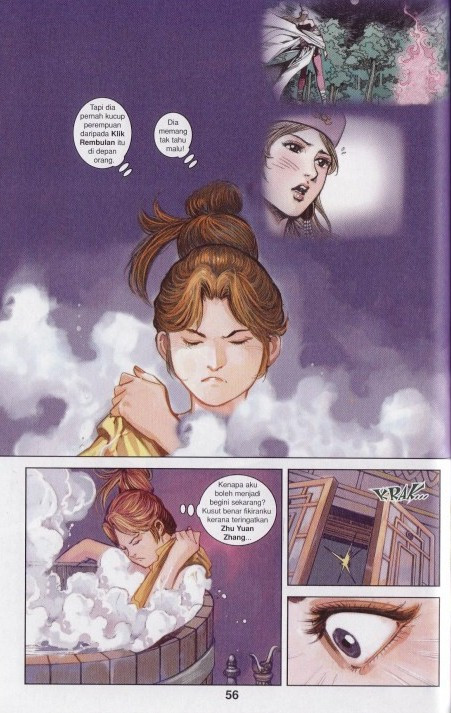 Tapi dia
pernah kucup
perempuan
daripada Klik
Rembulan itu
di depan
orang.
Dia
memang
tak tahu
malu!
Kenapa aku
boleh menjadi
begini sekarang?
Kusut benar fikiranku
kerana teringatkan
Zhu Yuan
Zhang...
K-RAK...
56